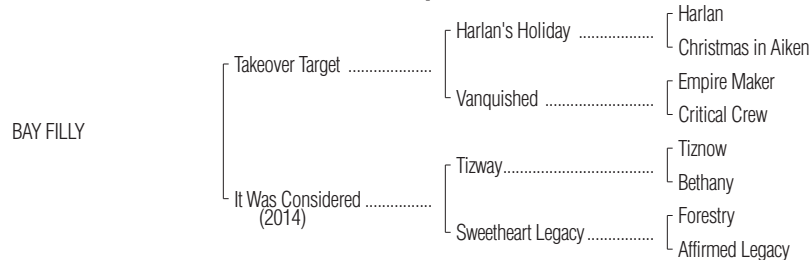 Harlan
Harlan's Holiday ..................
Christmas in Aiken
Takeover Target ....................
Empire Maker
Vanquished ..........................
Critical Crew
BAY FILLY
Tiznow
Tizway....................................
Bethany
It Was Considered ................
(2014)
Forestry
Sweetheart Legacy ................
Affirmed Legacy